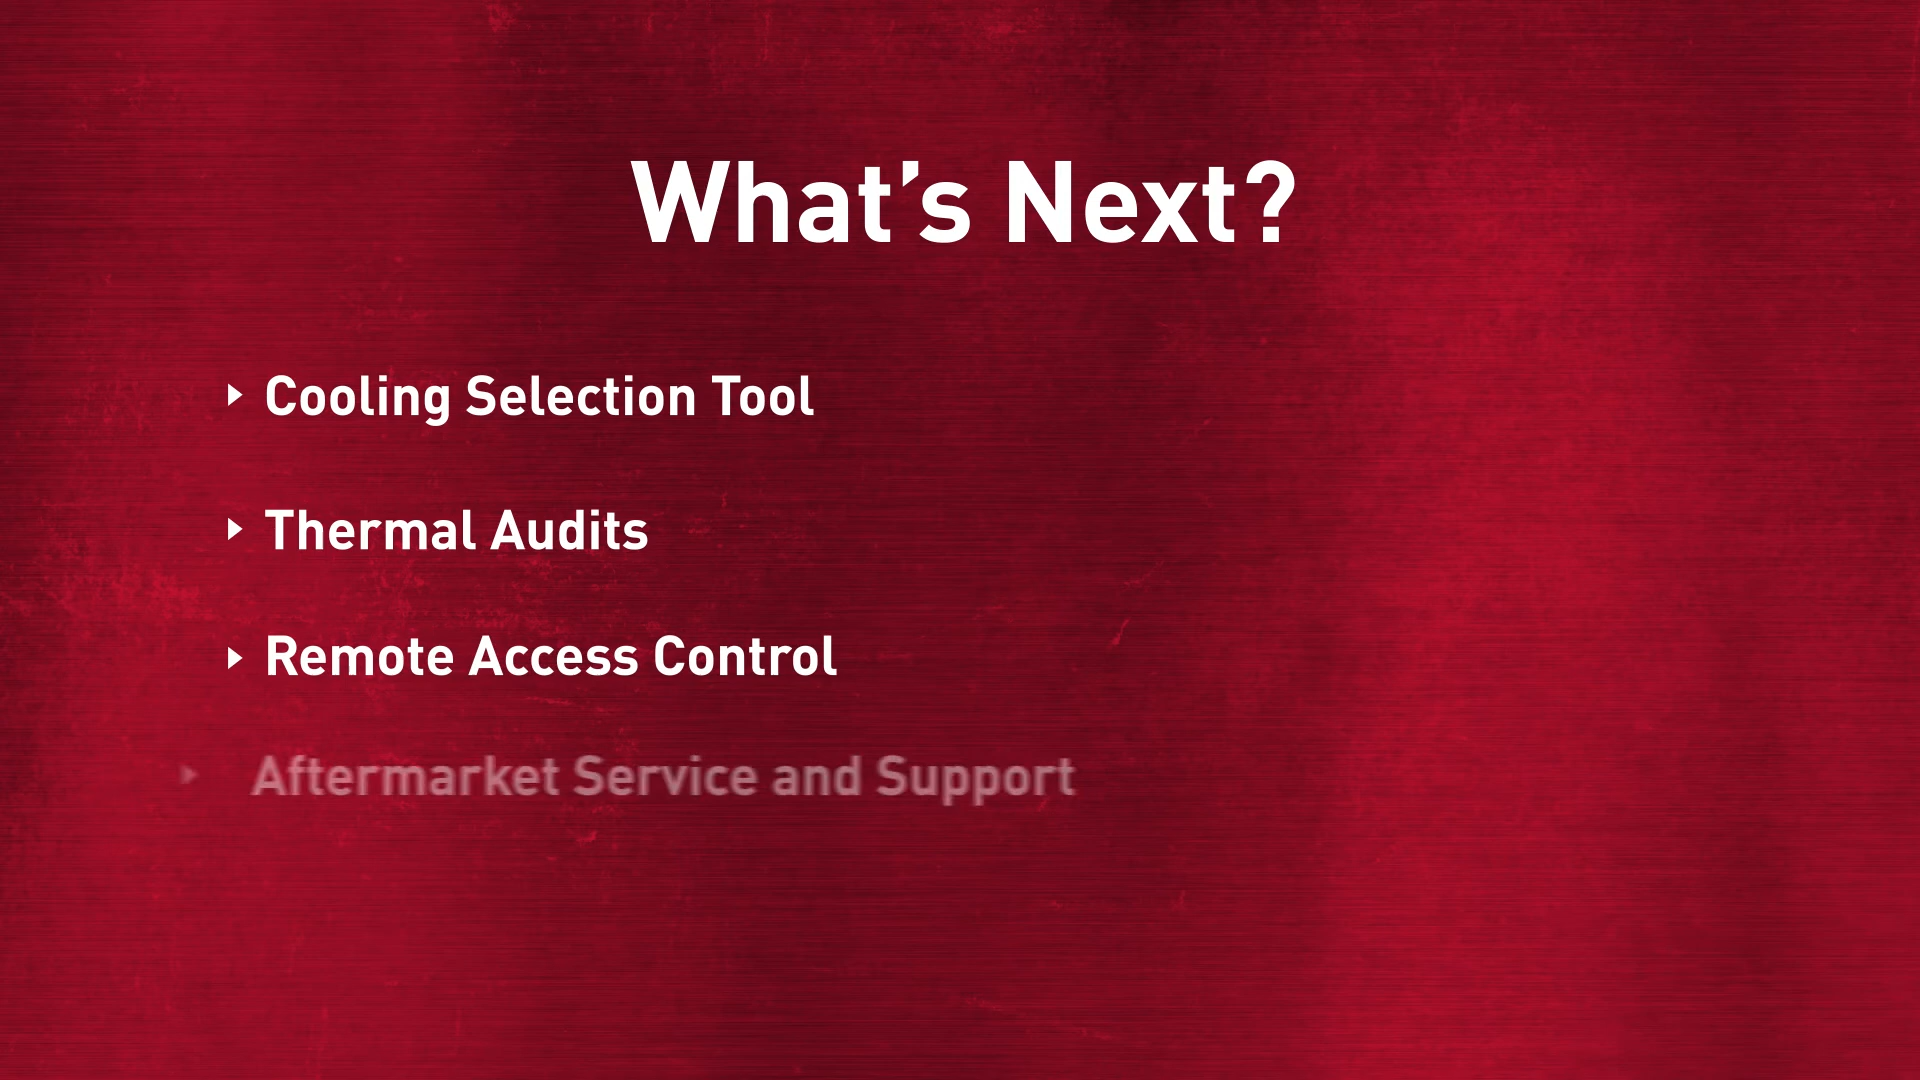 What’s Next?
Cooling Selection Tool
Thermal Audits
Remote Access Control
Aftermarket Service and Support